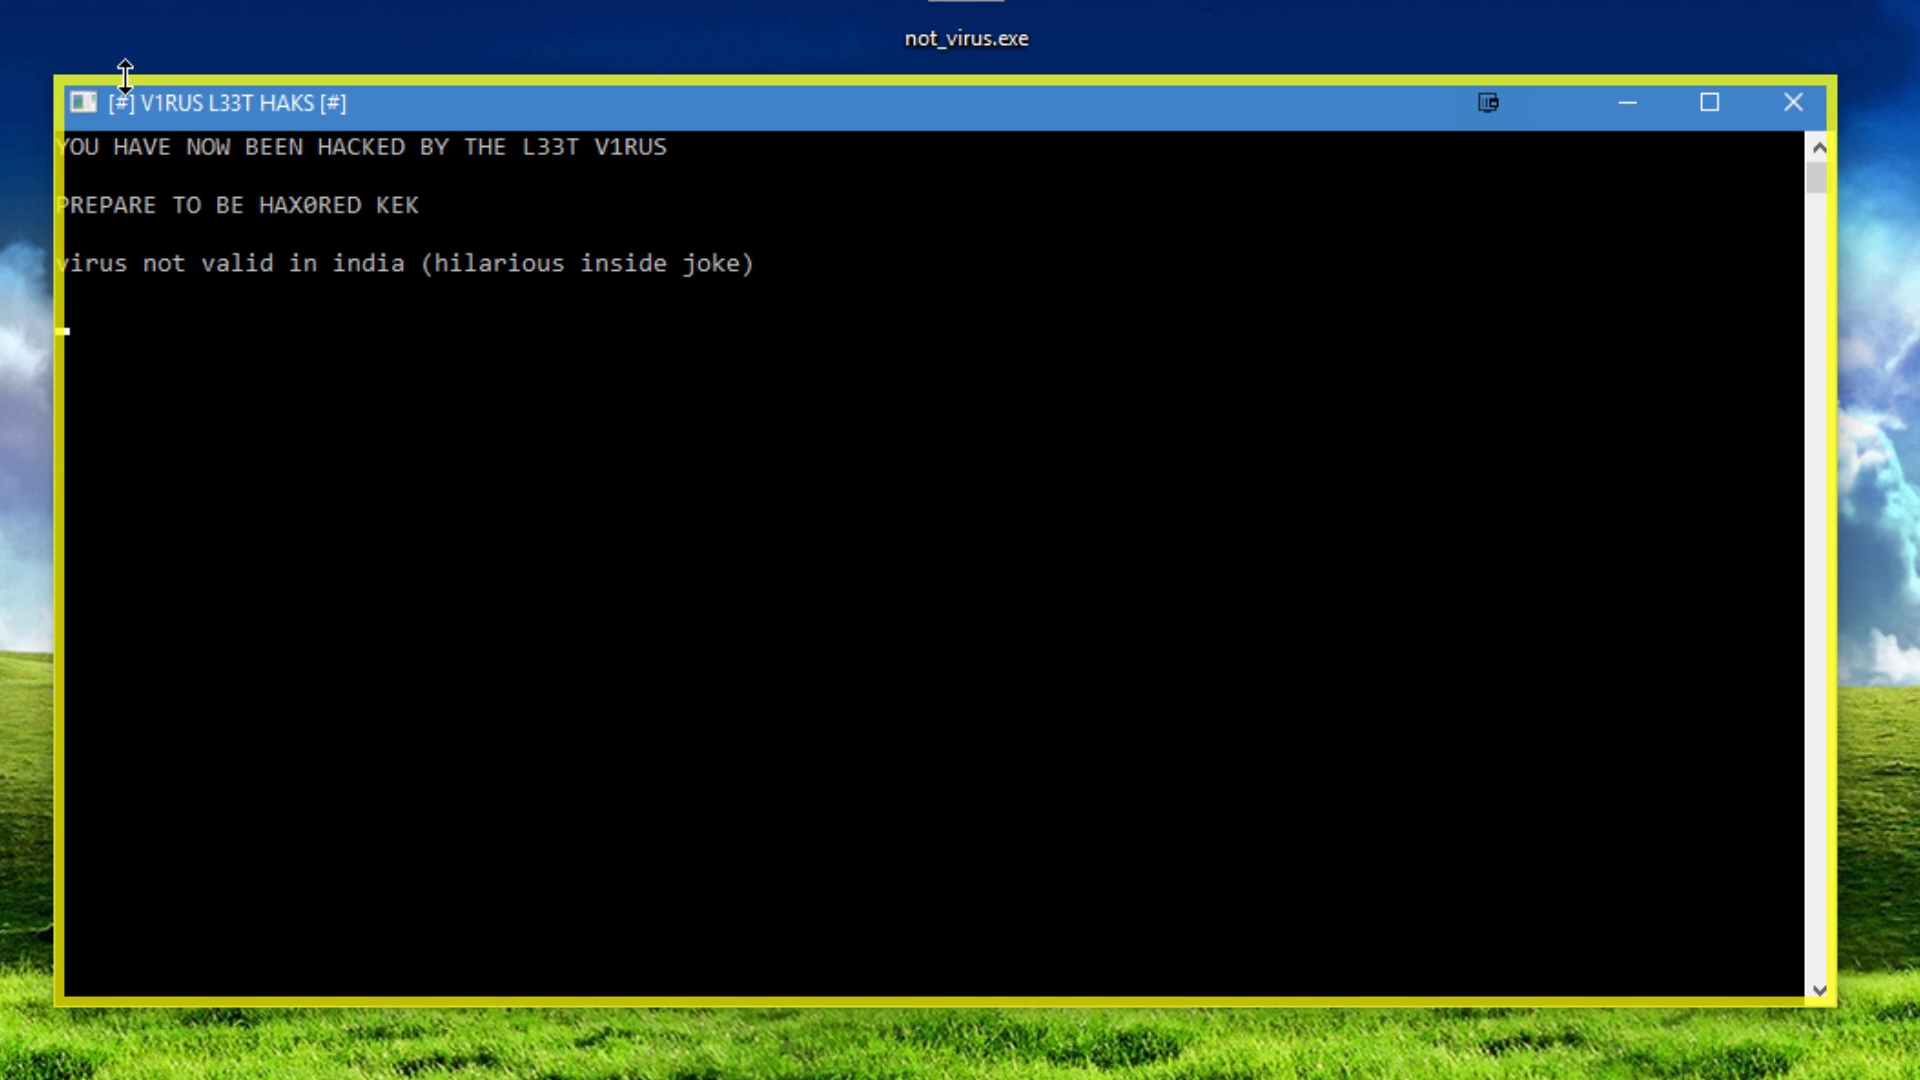 not_virus.exe
[#] V1RUS L33T HAKS [#]
YOU HAVE NOW BEEN HACKED BY THE L33T V1RUS
PREPARE TO BE HAX0RED KEK
virus not valid in india (hilarious inside joke)